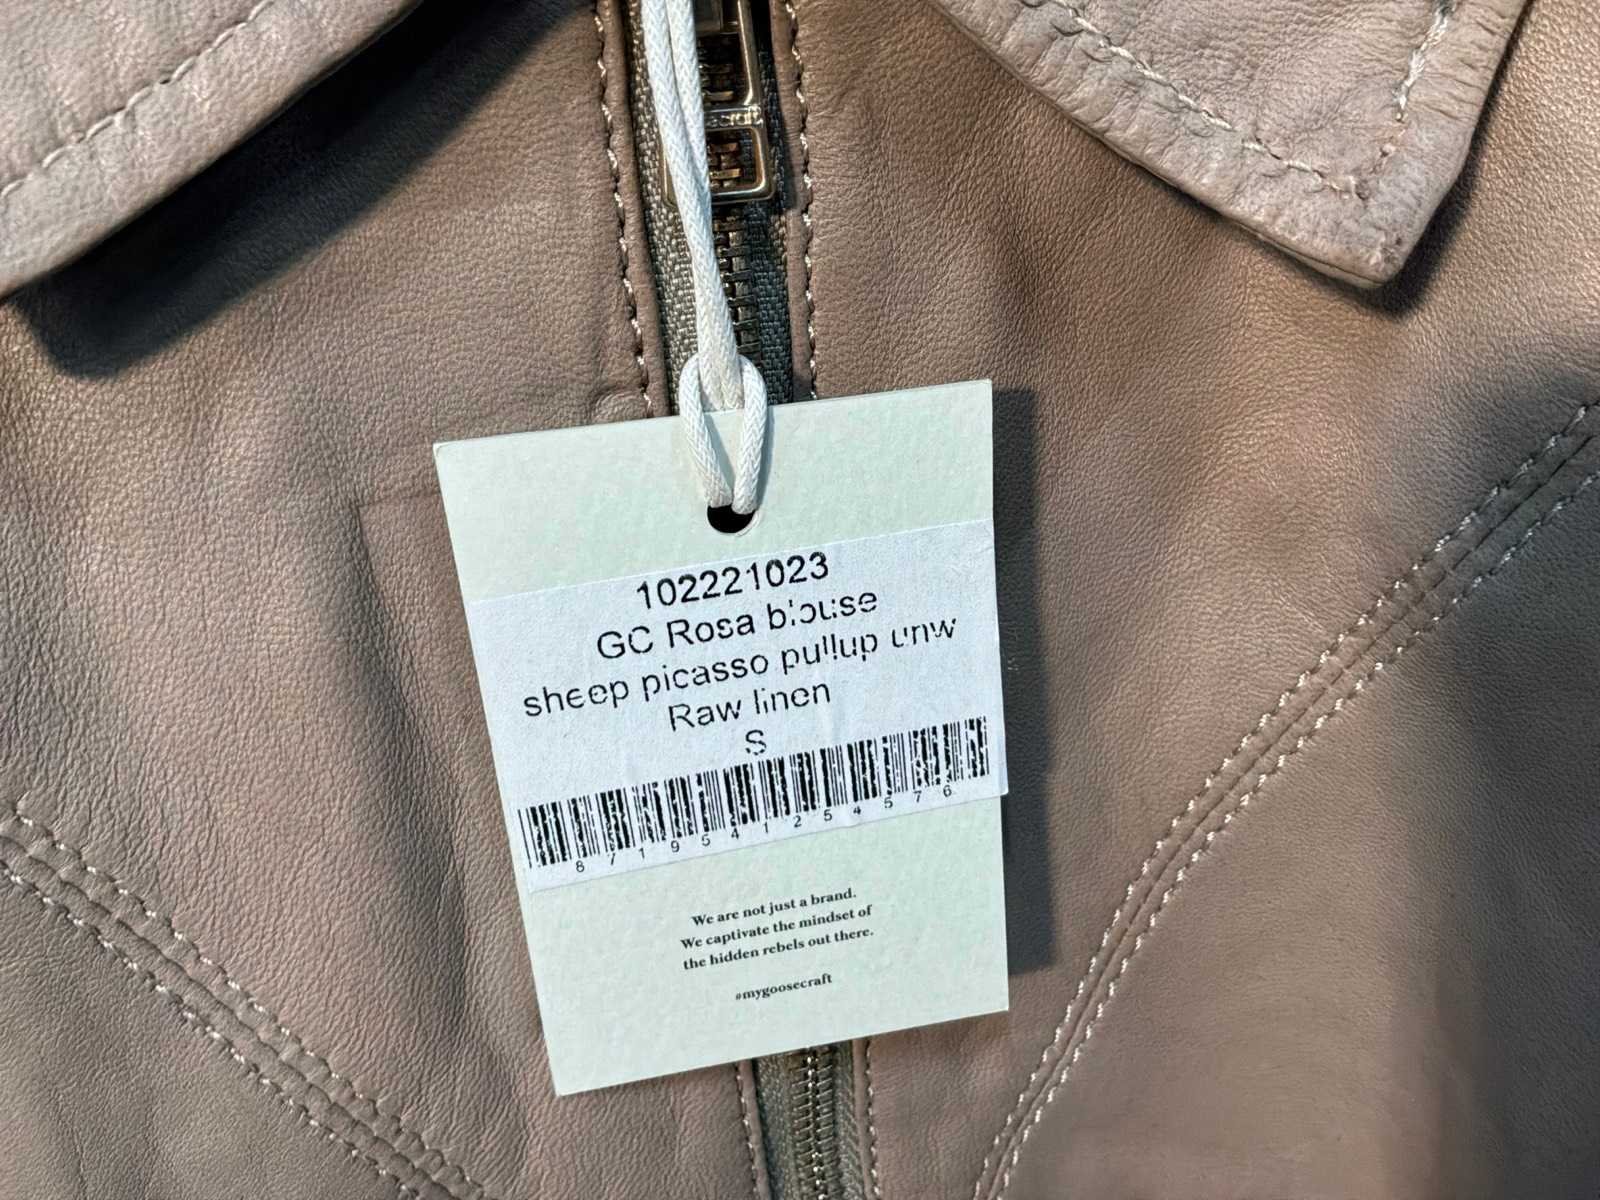 102221023
GC Rosa blouse
sheep picasso pullup unw
Raw linen
S
8719541254576
We are not just a brand.
We captivate the mindset of
the hidden rebels out there.
#mygoosecraft